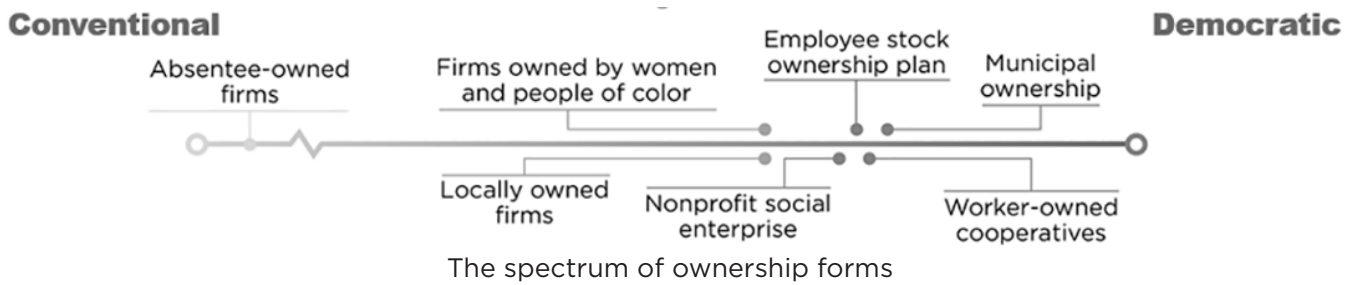 Conventional
Democratic
Absentee-owned
firms
Firms owned by women
and people of color
Employee stock
ownership plan
Municipal
ownership
Locally owned
firms
Nonprofit social
enterprise
Worker-owned
cooperatives
The spectrum of ownership forms